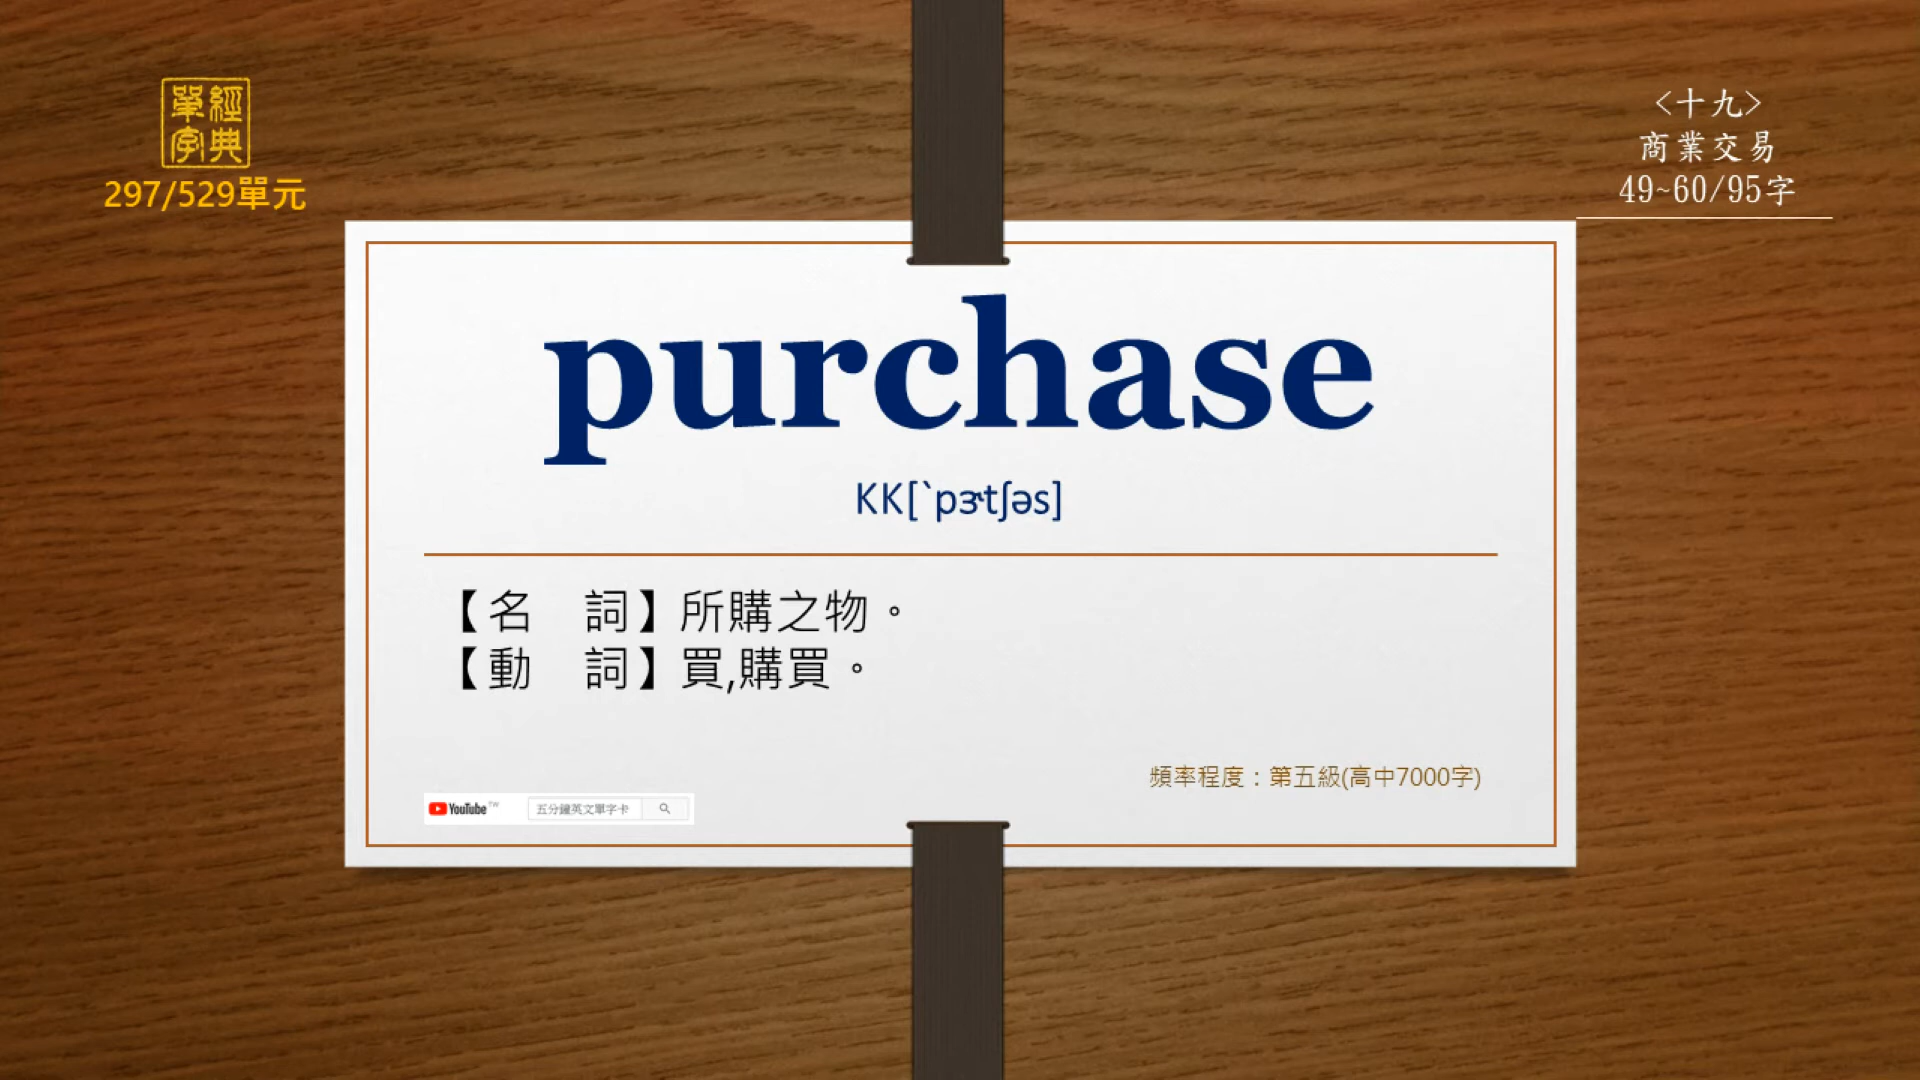 經典
單字
297/529單元
<十九>
商業交易
49~60/95字
purchase
KK[ˋpɝtʃəs]
【名　詞】所購之物。
【動　詞】買,購買。
頻率程度：第五級(高中7000字)
YouTube TW
五分鐘英文單字卡